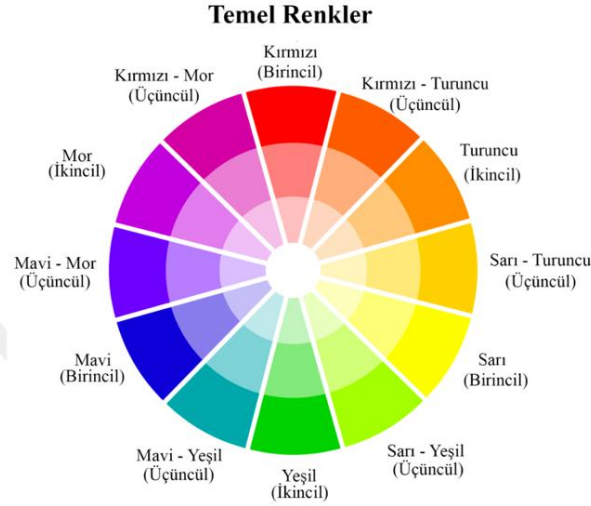 Temel Renkler
Kırmızı
(Birincil)
Kırmızı - Turuncu
(Üçüncül)
Turuncu
(İkincil)
Sarı - Turuncu
(Üçüncül)
Sarı
(Birincil)
Sarı - Yeşil
(Üçüncül)
Yeşil
(İkincil)
Mavi - Yeşil
(Üçüncül)
Mavi
(Birincil)
Mavi - Mor
(Üçüncül)
Mor
(İkincil)
Kırmızı - Mor
(Üçüncül)